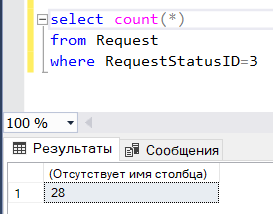 select count(*)
from Request
where RequestStatusID=3
100 %
Результаты Сообщения
(Отсутствует имя столбца)
1 28